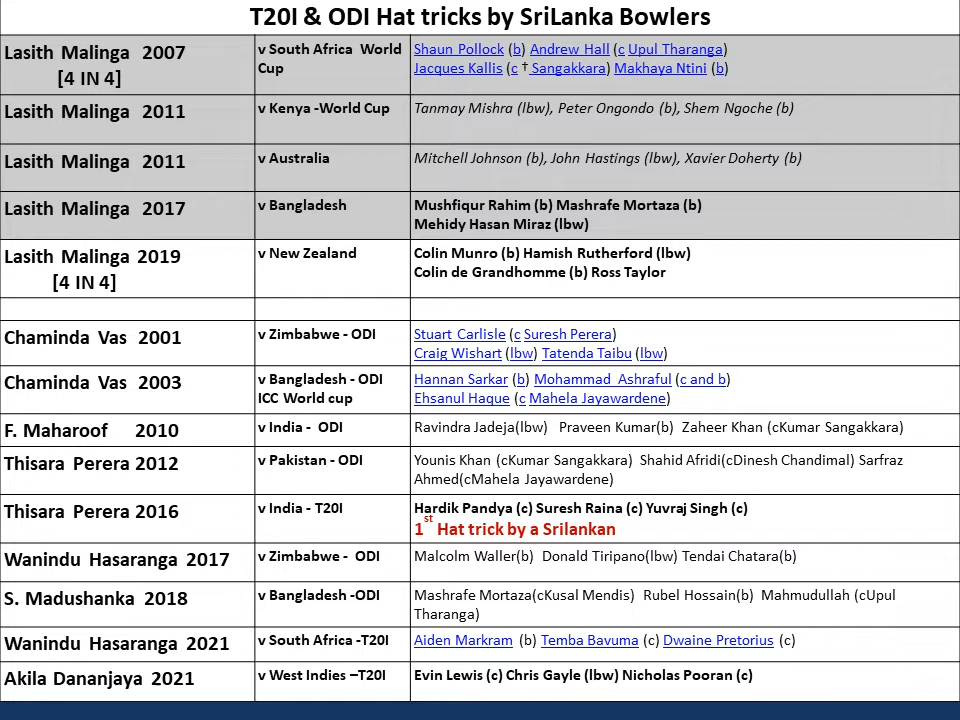 T20I & ODI Hat tricks by SriLanka Bowlers
Lasith Malinga 2007
[4 IN 4]
v South Africa World
Cup
Shaun Pollock (b) Andrew Hall (c Upul Tharanga)
Jacques Kallis (c † Sangakkara) Makhaya Ntini (b)
Lasith Malinga 2011
v Kenya -World Cup
Tanmay Mishra (lbw), Peter Ongondo (b), Shem Ngoche (b)
Lasith Malinga 2011
v Australia
Mitchell Johnson (b), John Hastings (lbw), Xavier Doherty (b)
Lasith Malinga 2017
v Bangladesh
Mushfiqur Rahim (b) Mashrafe Mortaza (b)
Mehidy Hasan Miraz (lbw)
Lasith Malinga 2019
[4 IN 4]
v New Zealand
Colin Munro (b) Hamish Rutherford (lbw)
Colin de Grandhomme (b) Ross Taylor
Chaminda Vas 2001
v Zimbabwe - ODI
Stuart Carlisle (c Suresh Perera)
Craig Wishart (lbw) Tatenda Taibu (lbw)
Chaminda Vas 2003
v Bangladesh - ODI
ICC World cup
Hannan Sarkar (b) Mohammad Ashraful (c and b)
Ehsanul Haque (c Mahela Jayawardene)
F. Maharoof 2010
v India - ODI
Ravindra Jadeja(lbw) Praveen Kumar(b) Zaheer Khan (cKumar Sangakkara)
Thisara Perera 2012
v Pakistan - ODI
Younis Khan (cKumar Sangakkara) Shahid Afridi(cDinesh Chandimal) Sarfraz
Ahmed(cMahela Jayawardene)
Thisara Perera 2016
v India - T20I
Hardik Pandya (c) Suresh Raina (c) Yuvraj Singh (c)
1st Hat trick by a Srilankan
Wanindu Hasaranga 2017
v Zimbabwe - ODI
Malcolm Waller(b) Donald Tiripano(lbw) Tendai Chatara(b)
S. Madushanka 2018
v Bangladesh -ODI
Mashrafe Mortaza(cKusal Mendis) Rubel Hossain(b) Mahmudullah (cUpul
Tharanga)
Wanindu Hasaranga 2021
v South Africa -T20I
Aiden Markram (b) Temba Bavuma (c) Dwaine Pretorius (c)
Akila Dananjaya 2021
v West Indies –T20I
Evin Lewis (c) Chris Gayle (lbw) Nicholas Pooran (c)